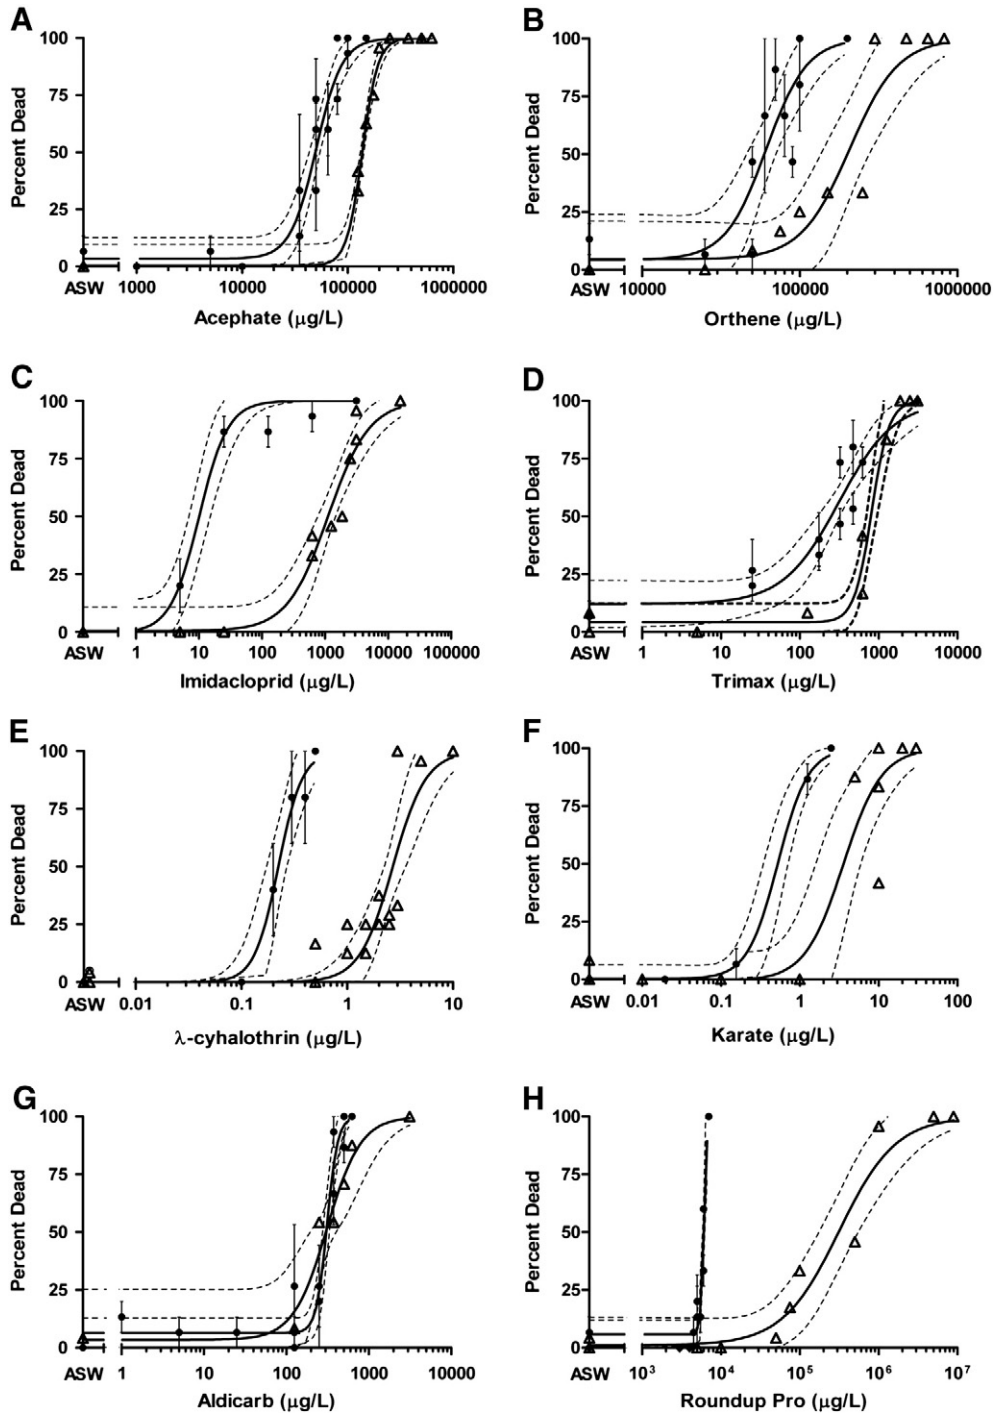 A
B
100
75
50
25
0
Percent Dead
ASW
1000
10000
100000
1000000
Acephate (µg/L)
100
75
50
25
0
Percent Dead
ASW
10000
100000
1000000
Orthene (µg/L)
C
D
100
75
50
25
0
Percent Dead
ASW
1
10
100
1000
10000
100000
Imidacloprid (µg/L)
100
75
50
25
0
Percent Dead
ASW
1
10
100
1000
10000
Trimax (µg/L)
E
F
100
75
50
25
0
Percent Dead
ASW
0.01
0.1
1
10
λ-cyhalothrin (µg/L)
100
75
50
25
0
Percent Dead
ASW
0.01
0.1
1
10
100
Karate (µg/L)
G
H
100
75
50
25
0
Percent Dead
ASW
1
10
100
1000
10000
Aldicarb (µg/L)
100
75
50
25
0
Percent Dead
ASW
10³
10⁴
10⁵
10⁶
10⁷
Roundup Pro (µg/L)